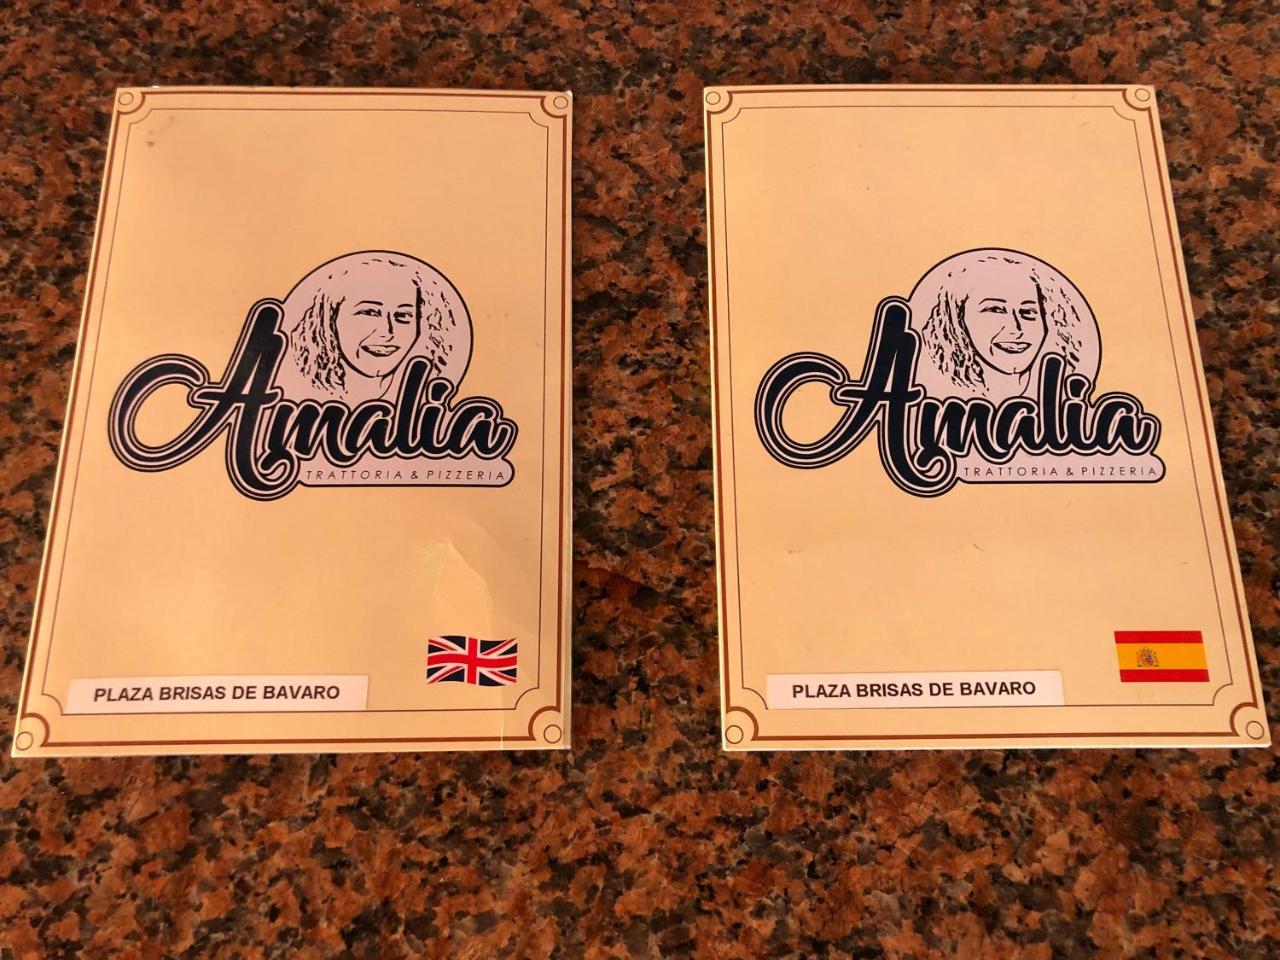 Amalia
TRATTORIA & PIZZERIA
PLAZA BRISAS DE BAVARO
Amalia
TRATTORIA & PIZZERIA
PLAZA BRISAS DE BAVARO